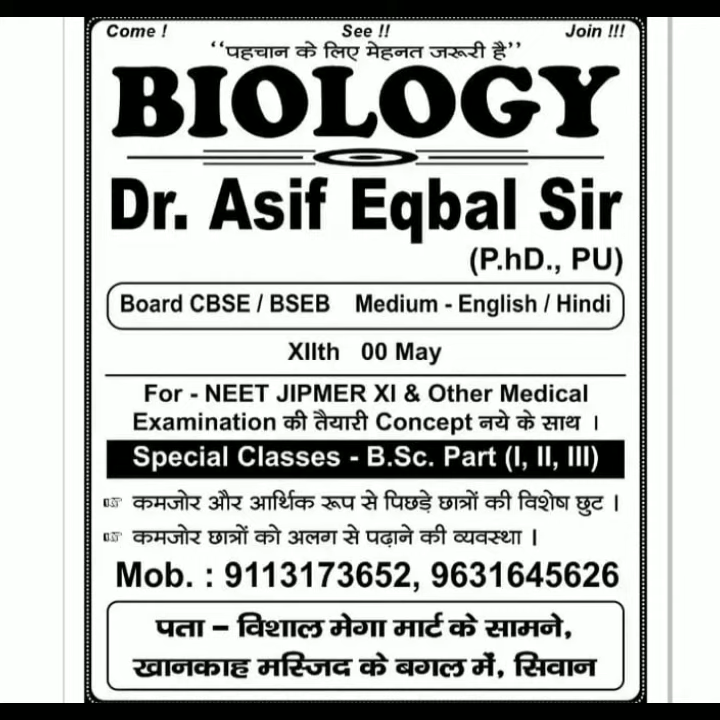 Come ! See !! Join !!!
‘‘पहचान के लिए मेहनत जरूरी है’’
BIOLOGY
Dr. Asif Eqbal Sir
(P.hD., PU)
Board CBSE / BSEB Medium - English / Hindi
XIIth 00 May
For - NEET JIPMER XI & Other Medical
Examination की तैयारी Concept नये के साथ ।
Special Classes - B.Sc. Part (I, II, III)
कमजोर और आर्थिक रूप से पिछड़े छात्रों की विशेष छुट ।
कमजोर छात्रों को अलग से पढ़ाने की व्यवस्था ।
Mob. : 9113173652, 9631645626
पता – विशाल मेगा मार्ट के सामने,
खानकाह मस्जिद के बगल में, सिवान